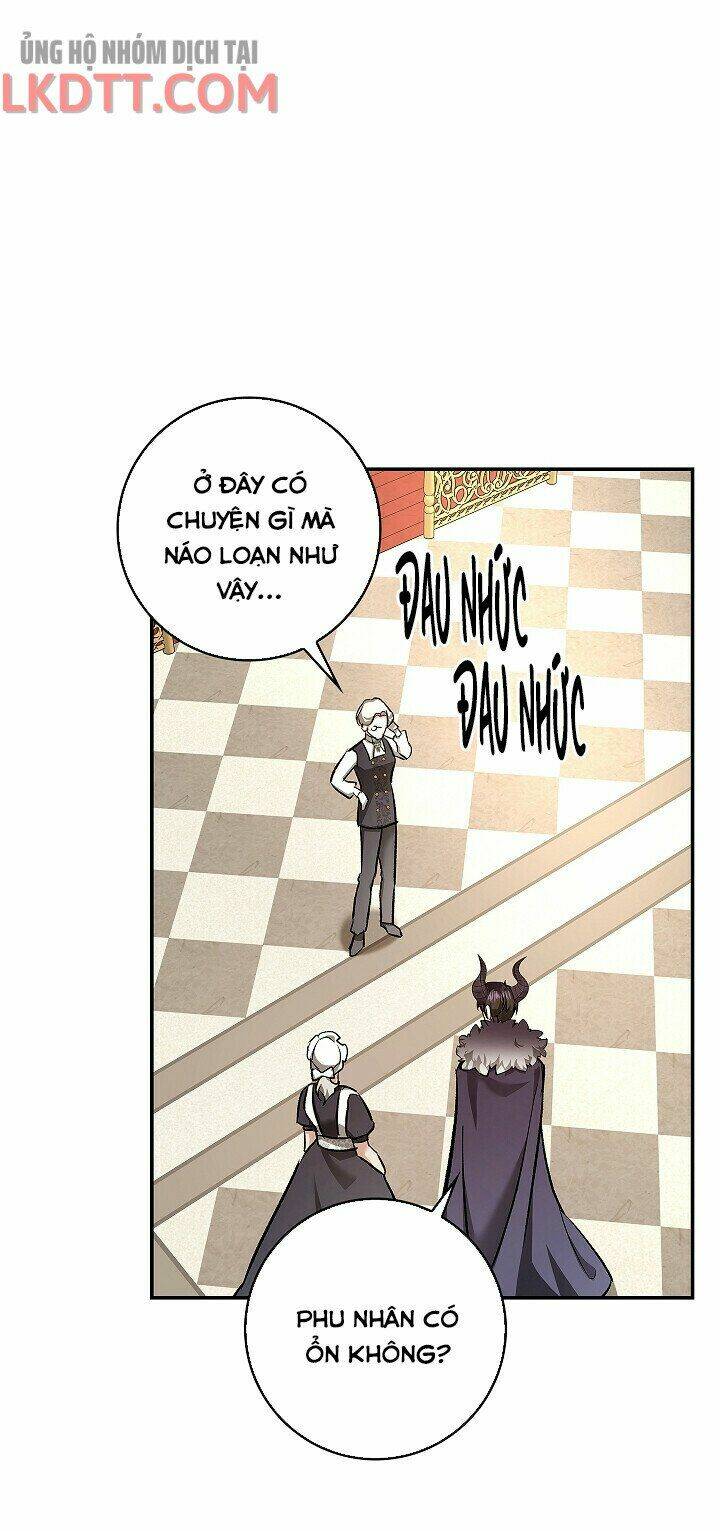 ỦNG HỘ NHÓM DỊCH TẠI
LKDTT.COM
Ở ĐÂY CÓ
CHUYỆN GÌ MÀ
NÁO LOẠN NHƯ
VẬY...
ĐAU NHỨC
ĐAU NHỨC
PHU NHÂN CÓ
ỔN KHÔNG?